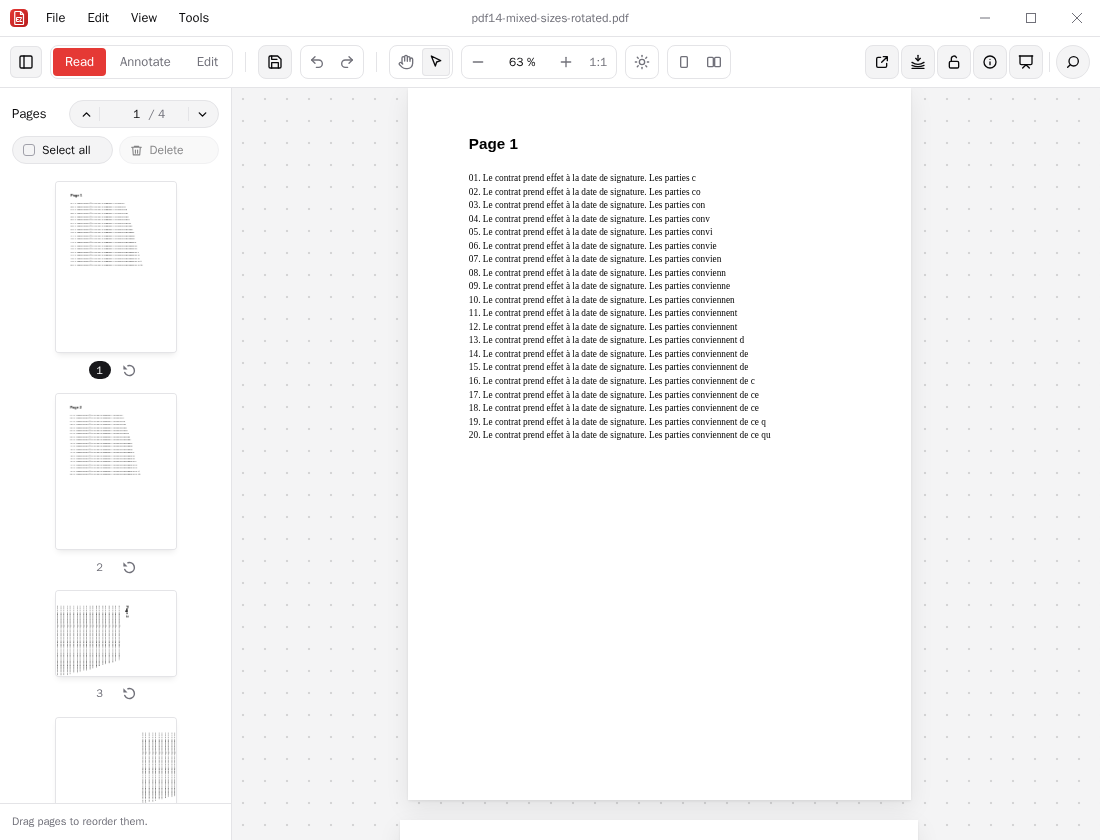 File Edit View Tools pdf14-mixed-sizes-rotated.pdf
Read Annotate Edit 63 % 1:1
Pages 1 / 4
Select all Delete
Page 1
1
Page 2
2
3
Drag pages to reorder them.
Page 1
01. Le contrat prend effet à la date de signature. Les parties c
02. Le contrat prend effet à la date de signature. Les parties co
03. Le contrat prend effet à la date de signature. Les parties con
04. Le contrat prend effet à la date de signature. Les parties conv
05. Le contrat prend effet à la date de signature. Les parties convi
06. Le contrat prend effet à la date de signature. Les parties convie
07. Le contrat prend effet à la date de signature. Les parties convien
08. Le contrat prend effet à la date de signature. Les parties convienn
09. Le contrat prend effet à la date de signature. Les parties convienne
10. Le contrat prend effet à la date de signature. Les parties conviennen
11. Le contrat prend effet à la date de signature. Les parties conviennent
12. Le contrat prend effet à la date de signature. Les parties conviennent
13. Le contrat prend effet à la date de signature. Les parties conviennent d
14. Le contrat prend effet à la date de signature. Les parties conviennent de
15. Le contrat prend effet à la date de signature. Les parties conviennent de
16. Le contrat prend effet à la date de signature. Les parties conviennent de c
17. Le contrat prend effet à la date de signature. Les parties conviennent de ce
18. Le contrat prend effet à la date de signature. Les parties conviennent de ce
19. Le contrat prend effet à la date de signature. Les parties conviennent de ce q
20. Le contrat prend effet à la date de signature. Les parties conviennent de ce qu